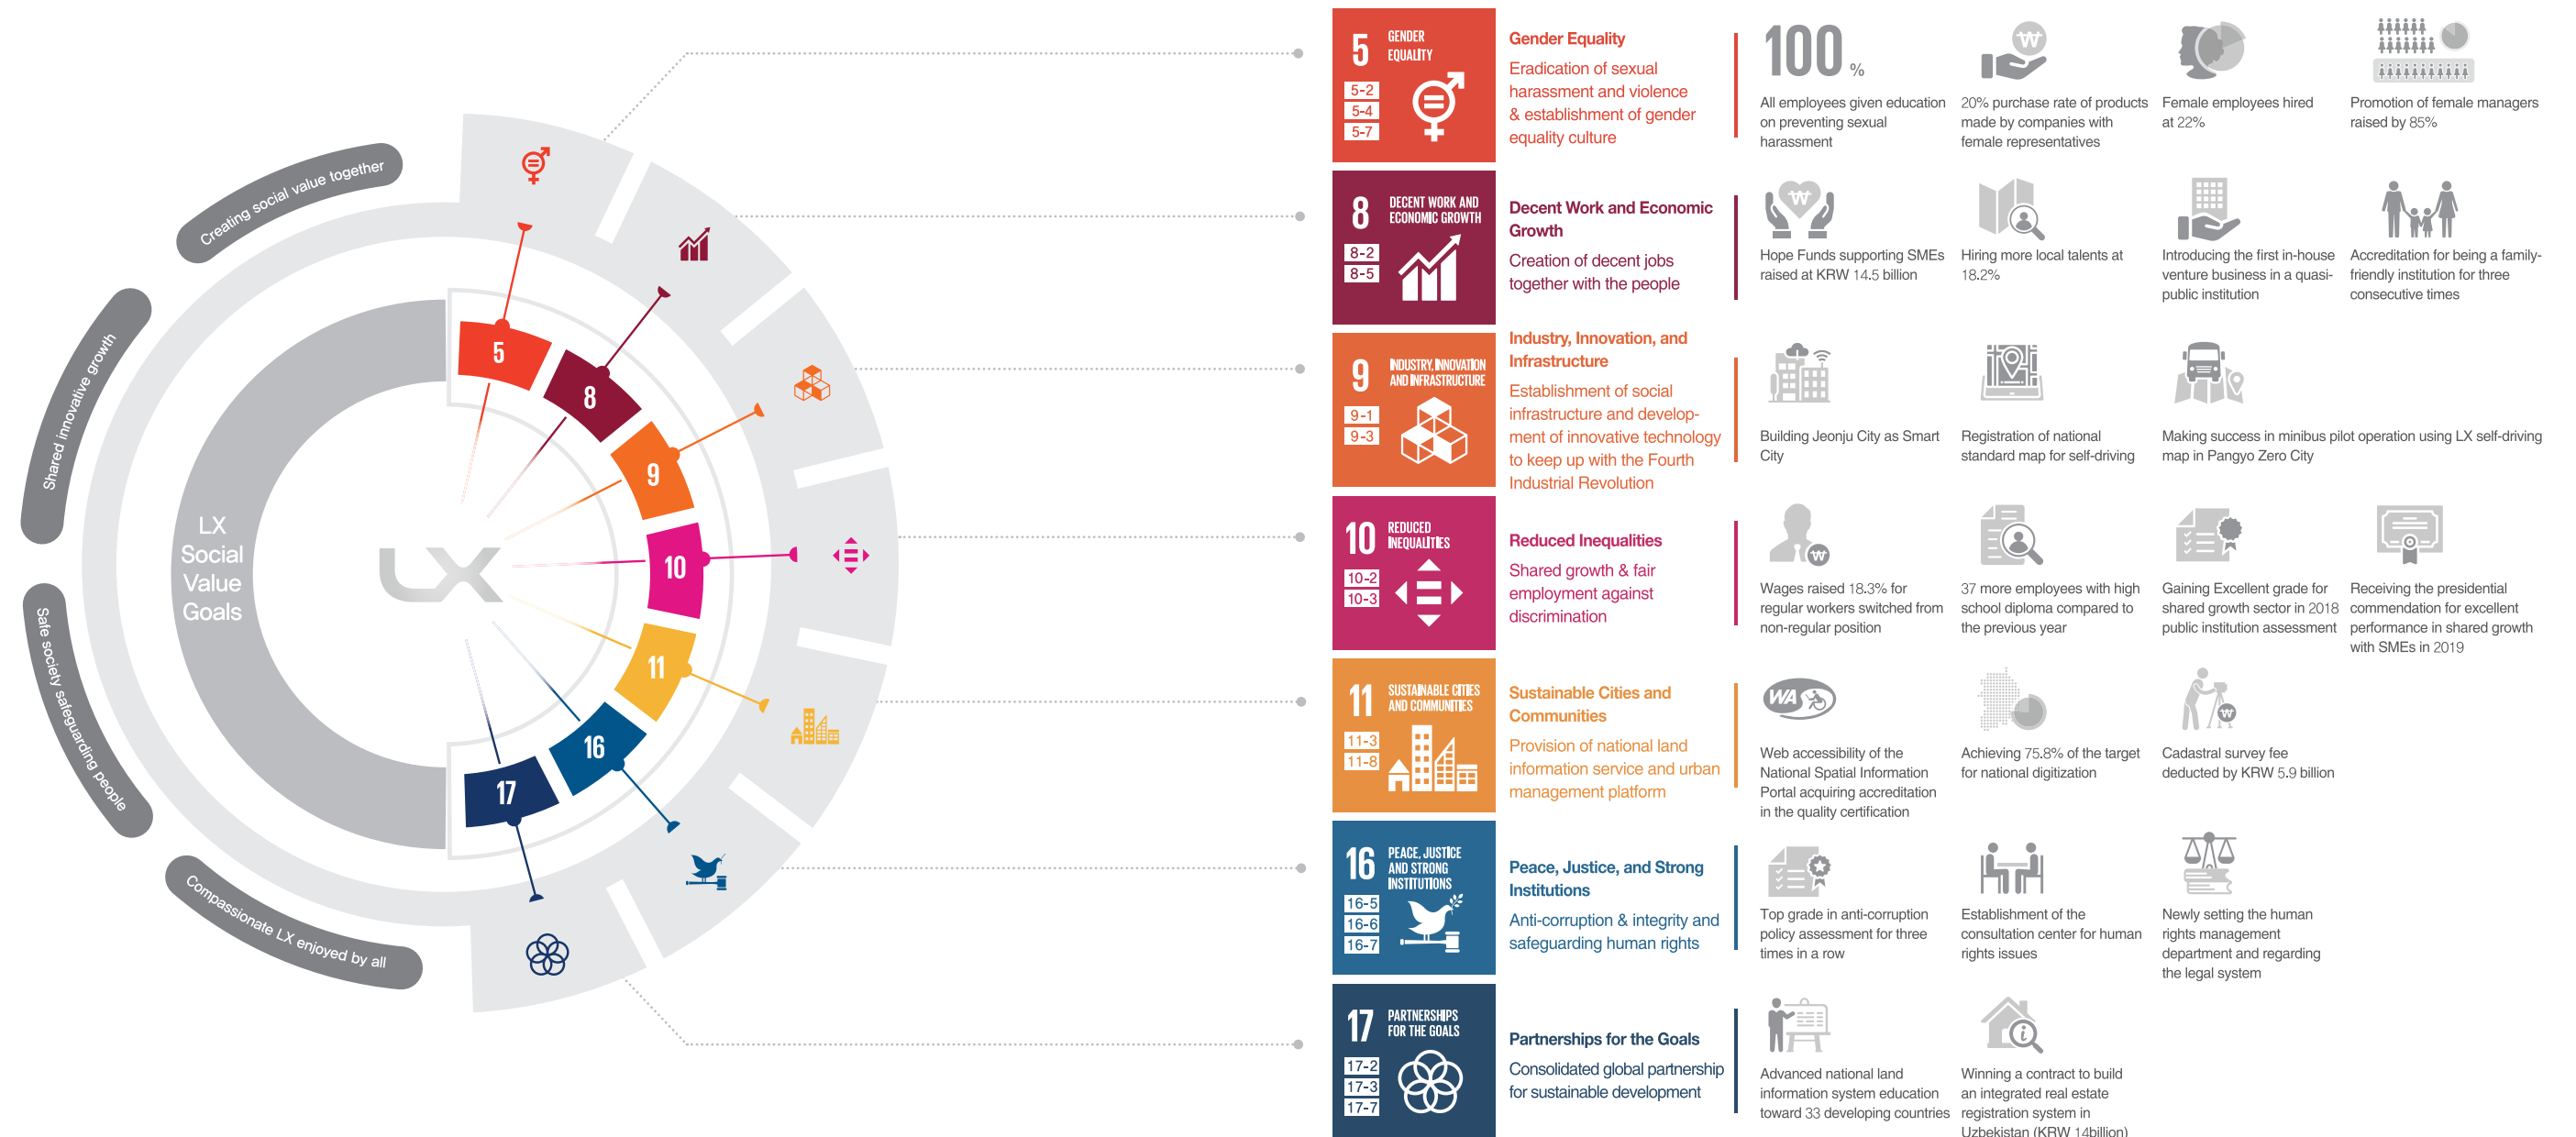 Creating social value together
Shared innovative growth
Safe society safeguarding people
Compassionate LX enjoyed by all
LX
Social
Value
Goals
LX
5
8
9
10
11
16
17
5
GENDER
EQUALITY
5-2
5-4
5-7
Gender Equality
Eradication of sexual
harassment and violence
& establishment of gender
equality culture
100 %
All employees given education
on preventing sexual
harassment
20% purchase rate of products
made by companies with
female representatives
Female employees hired
at 22%
Promotion of female managers
raised by 85%
8
DECENT WORK AND
ECONOMIC GROWTH
8-2
8-5
Decent Work and Economic
Growth
Creation of decent jobs
together with the people
Hope Funds supporting SMEs
raised at KRW 14.5 billion
Hiring more local talents at
18.2%
Introducing the first in-house
venture business in a quasi-
public institution
Accreditation for being a family-
friendly institution for three
consecutive times
9
INDUSTRY, INNOVATION
AND INFRASTRUCTURE
9-1
9-3
Industry, Innovation, and
Infrastructure
Establishment of social
infrastructure and develop-
ment of innovative technology
to keep up with the Fourth
Industrial Revolution
Building Jeonju City as Smart
City
Registration of national
standard map for self-driving
Making success in minibus pilot operation using LX self-driving
map in Pangyo Zero City
10
REDUCED
INEQUALITIES
10-2
10-3
Reduced Inequalities
Shared growth & fair
employment against
discrimination
Wages raised 18.3% for
regular workers switched from
non-regular position
37 more employees with high
school diploma compared to
the previous year
Gaining Excellent grade for
shared growth sector in 2018
public institution assessment
Receiving the presidential
commendation for excellent
performance in shared growth
with SMEs in 2019
11
SUSTAINABLE CITIES
AND COMMUNITIES
11-3
11-8
Sustainable Cities and
Communities
Provision of national land
information service and urban
management platform
WA
Web accessibility of the
National Spatial Information
Portal acquiring accreditation
in the quality certification
Achieving 75.8% of the target
for national digitization
Cadastral survey fee
deducted by KRW 5.9 billion
16
PEACE, JUSTICE
AND STRONG
INSTITUTIONS
16-5
16-6
16-7
Peace, Justice, and Strong
Institutions
Anti-corruption & integrity and
safeguarding human rights
Top grade in anti-corruption
policy assessment for three
times in a row
Establishment of the
consultation center for human
rights issues
Newly setting the human
rights management
department and regarding
the legal system
17
PARTNERSHIPS
FOR THE GOALS
17-2
17-3
17-7
Partnerships for the Goals
Consolidated global partnership
for sustainable development
Advanced national land
information system education
toward 33 developing countries
Winning a contract to build
an integrated real estate
registration system in
Uzbekistan (KRW 14billion)